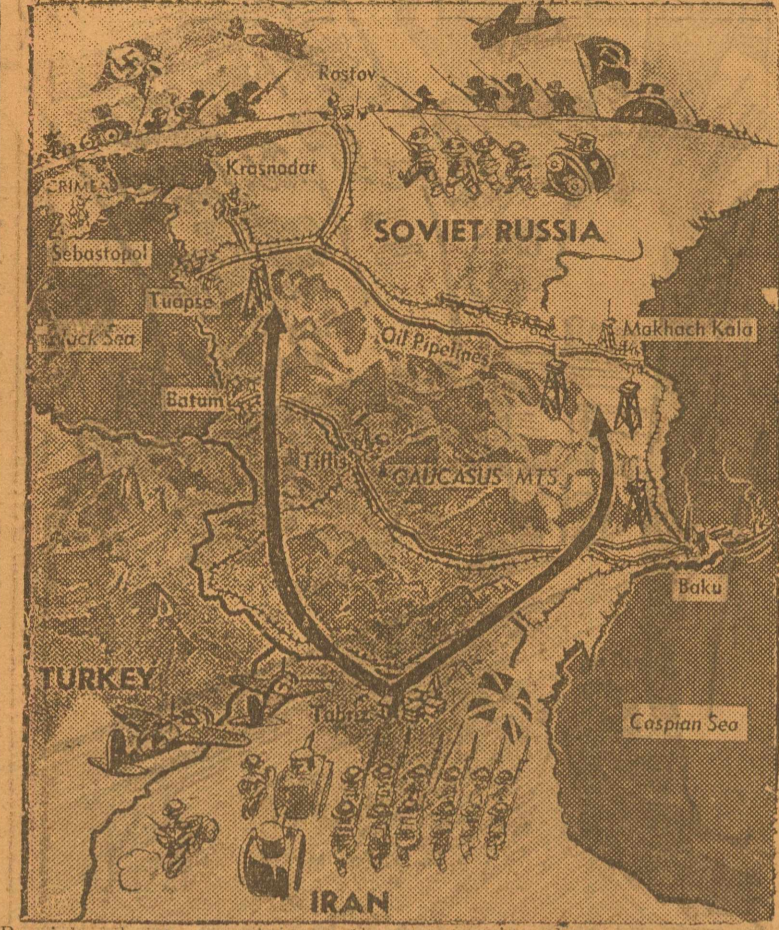 Rostov
Krasnodar
CRIMEA
SOVIET RUSSIA
Sebastopol
Tuapse
Black Sea
Oil Pipelines
Makhach Kala
Batum
Tiflis
CAUCASUS MTS.
Baku
TURKEY
Tabriz
Caspian Sea
IRAN